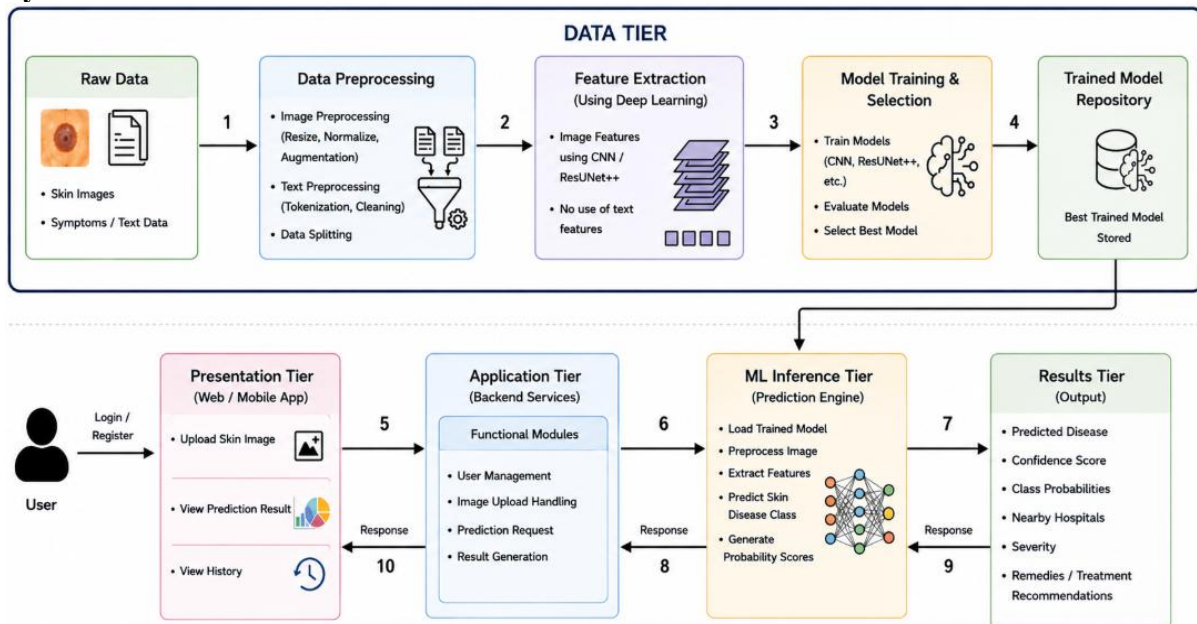 DATA TIER
Raw Data
• Skin Images
• Symptoms / Text Data
1
Data Preprocessing
• Image Preprocessing
(Resize, Normalize,
Augmentation)
• Text Preprocessing
(Tokenization, Cleaning)
• Data Splitting
2
Feature Extraction
(Using Deep Learning)
• Image Features
using CNN /
ResUNet++
• No use of text
features
3
Model Training &
Selection
• Train Models
(CNN, ResUNet++,
etc.)
• Evaluate Models
• Select Best Model
4
Trained Model
Repository
Best Trained Model
Stored
User
Login /
Register
Presentation Tier
(Web / Mobile App)
• Upload Skin Image
• View Prediction Result
• View History
5
Response
10
Application Tier
(Backend Services)
Functional Modules
• User Management
• Image Upload Handling
• Prediction Request
• Result Generation
6
Response
8
ML Inference Tier
(Prediction Engine)
• Load Trained Model
• Preprocess Image
• Extract Features
• Predict Skin
Disease Class
• Generate
Probability Scores
7
Response
9
Results Tier
(Output)
• Predicted Disease
• Confidence Score
• Class Probabilities
• Nearby Hospitals
• Severity
• Remedies / Treatment
Recommendations